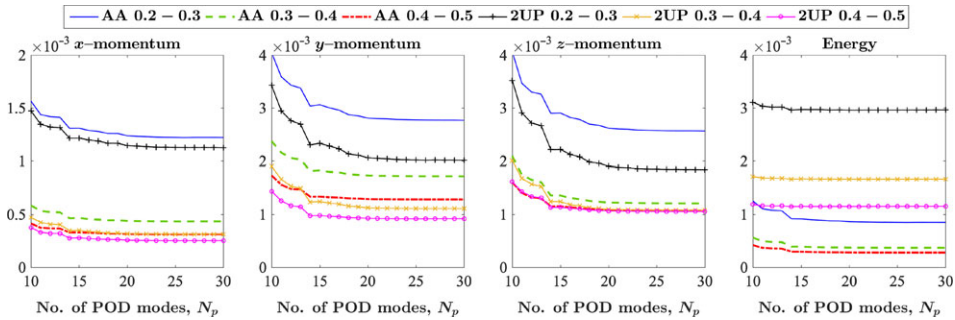 AA 0.2 – 0.3 AA 0.3 – 0.4 AA 0.4 – 0.5 2UP 0.2 – 0.3 2UP 0.3 – 0.4 2UP 0.4 – 0.5
×10⁻³ x–momentum
2
1.5
1
0.5
0
10 15 20 25 30
No. of POD modes, Nₚ
×10⁻³ y–momentum
4
3
2
1
0
10 15 20 25 30
No. of POD modes, Nₚ
×10⁻³ z–momentum
4
3
2
1
0
10 15 20 25 30
No. of POD modes, Nₚ
×10⁻³ Energy
4
3
2
1
0
10 15 20 25 30
No. of POD modes, Nₚ